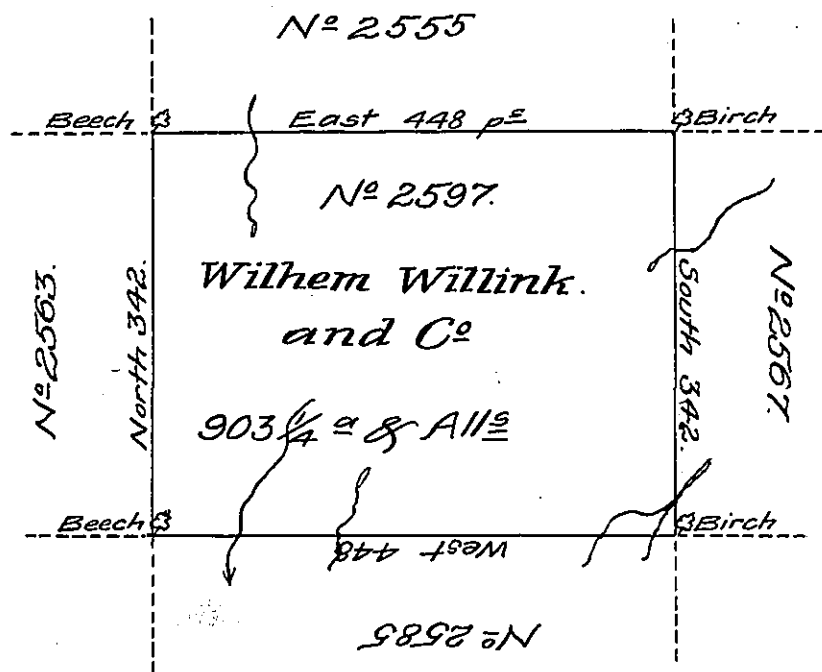 Nº 2555
Beech
East 448 pˢ
Birch
Nº 2597.
Nº 2563.
North 342.
Wilhem Willink.
and Cº
903 ¼ ª & Allˢ
South 342.
Nº 2567
Beech
West 448
Birch
Nº 2585